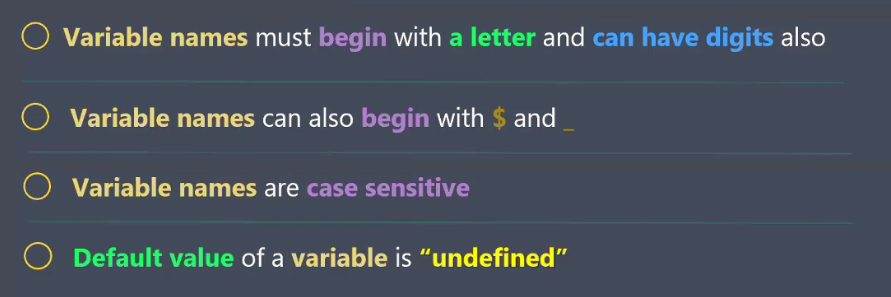 Variable names must begin with a letter and can have digits also
Variable names can also begin with $ and _
Variable names are case sensitive
Default value of a variable is “undefined”